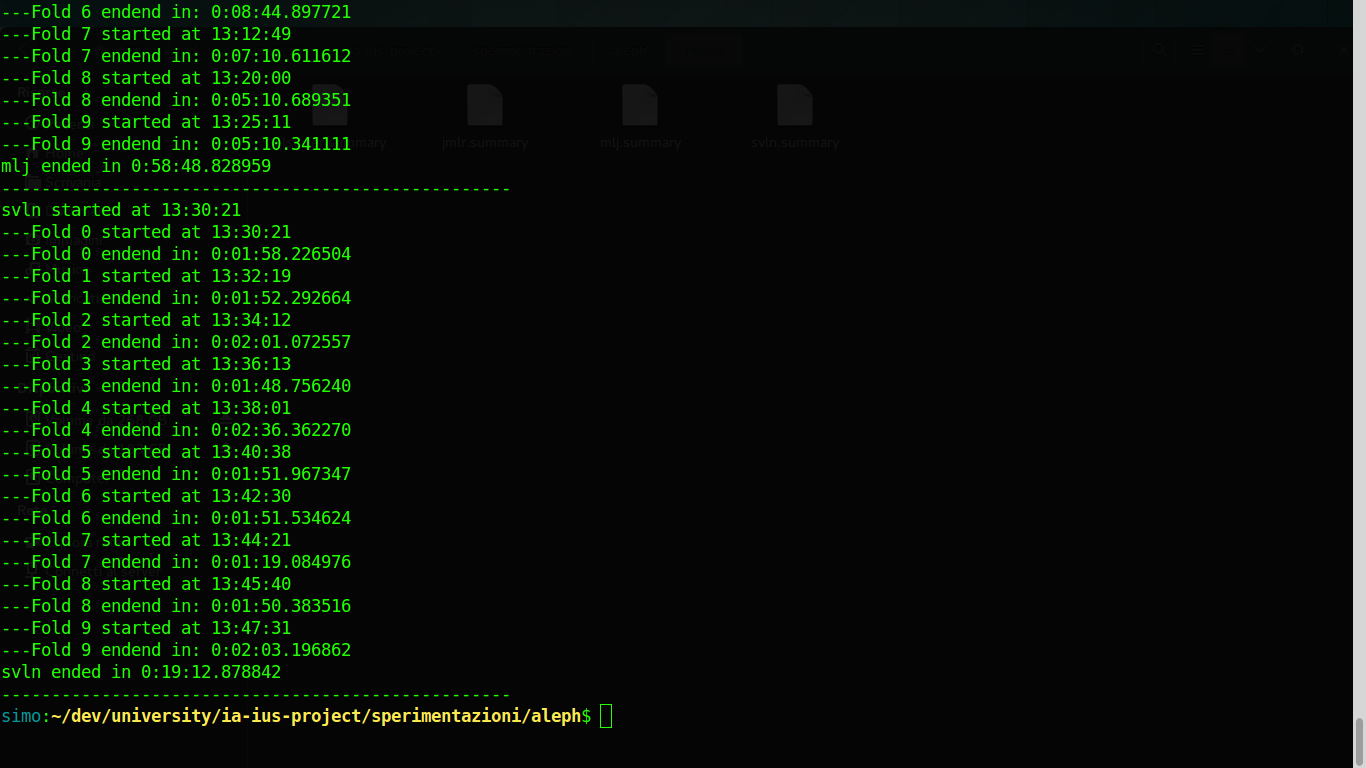 ---Fold 6 endend in: 0:08:44.897721
---Fold 7 started at 13:12:49
---Fold 7 endend in: 0:07:10.611612
---Fold 8 started at 13:20:00
---Fold 8 endend in: 0:05:10.689351
---Fold 9 started at 13:25:11
---Fold 9 endend in: 0:05:10.341111
jmlr.summary
mlj.summary
svln.summary
mlj ended in 0:58:48.828959
---------------------------------------------------
svln started at 13:30:21
---Fold 0 started at 13:30:21
---Fold 0 endend in: 0:01:58.226504
---Fold 1 started at 13:32:19
---Fold 1 endend in: 0:01:52.292664
---Fold 2 started at 13:34:12
---Fold 2 endend in: 0:02:01.072557
---Fold 3 started at 13:36:13
---Fold 3 endend in: 0:01:48.756240
---Fold 4 started at 13:38:01
---Fold 4 endend in: 0:02:36.362270
---Fold 5 started at 13:40:38
---Fold 5 endend in: 0:01:51.967347
---Fold 6 started at 13:42:30
---Fold 6 endend in: 0:01:51.534624
---Fold 7 started at 13:44:21
---Fold 7 endend in: 0:01:19.084976
---Fold 8 started at 13:45:40
---Fold 8 endend in: 0:01:50.383516
---Fold 9 started at 13:47:31
---Fold 9 endend in: 0:02:03.196862
svln ended in 0:19:12.878842
---------------------------------------------------
simo:~/dev/university/ia-ius-project/sperimentazioni/aleph$